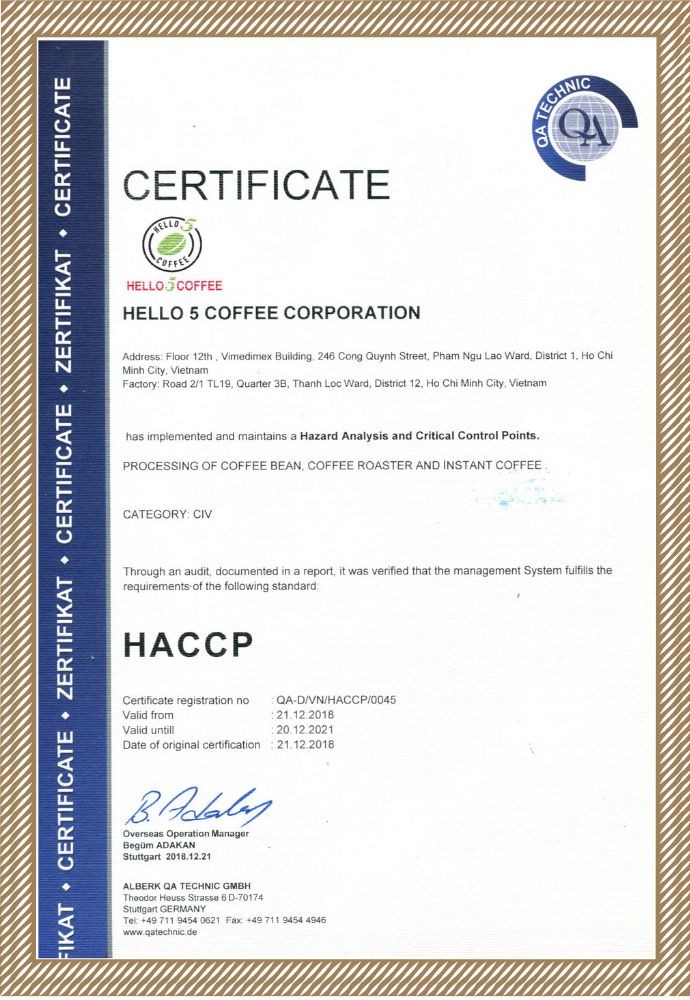 FIKAT ◆ CERTIFICATE ◆ ZERTIFIKAT ◆ CERTIFICATE ◆ ZERTIFIKAT ◆ CERTIFICATE
QA TECHNIC
QA
CERTIFICATE
HELLO 5
COFFEE
HELLO 5 COFFEE
HELLO 5 COFFEE CORPORATION
Address: Floor 12th , Vimedimex Building, 246 Cong Quynh Street, Pham Ngu Lao Ward, District 1, Ho Chi
Minh City, Vietnam
Factory: Road 2/1 TL19, Quarter 3B, Thanh Loc Ward, District 12, Ho Chi Minh City, Vietnam
has implemented and maintains a Hazard Analysis and Critical Control Points.
PROCESSING OF COFFEE BEAN, COFFEE ROASTER AND INSTANT COFFEE
CATEGORY: CIV
Through an audit, documented in a report, it was verified that the management System fulfills the
requirements of the following standard:
HACCP
Certificate registration no : QA-D/VN/HACCP/0045
Valid from : 21.12.2018
Valid untill : 20.12.2021
Date of original certification : 21.12.2018
B. Adakan
Overseas Operation Manager
Begüm ADAKAN
Stuttgart 2018.12.21
ALBERK QA TECHNIC GMBH
Theodor Heuss Strasse 6 D-70174
Stuttgart GERMANY
Tel: +49 711 9454 0621 Fax: +49 711 9454 4946
www.qatechnic.de